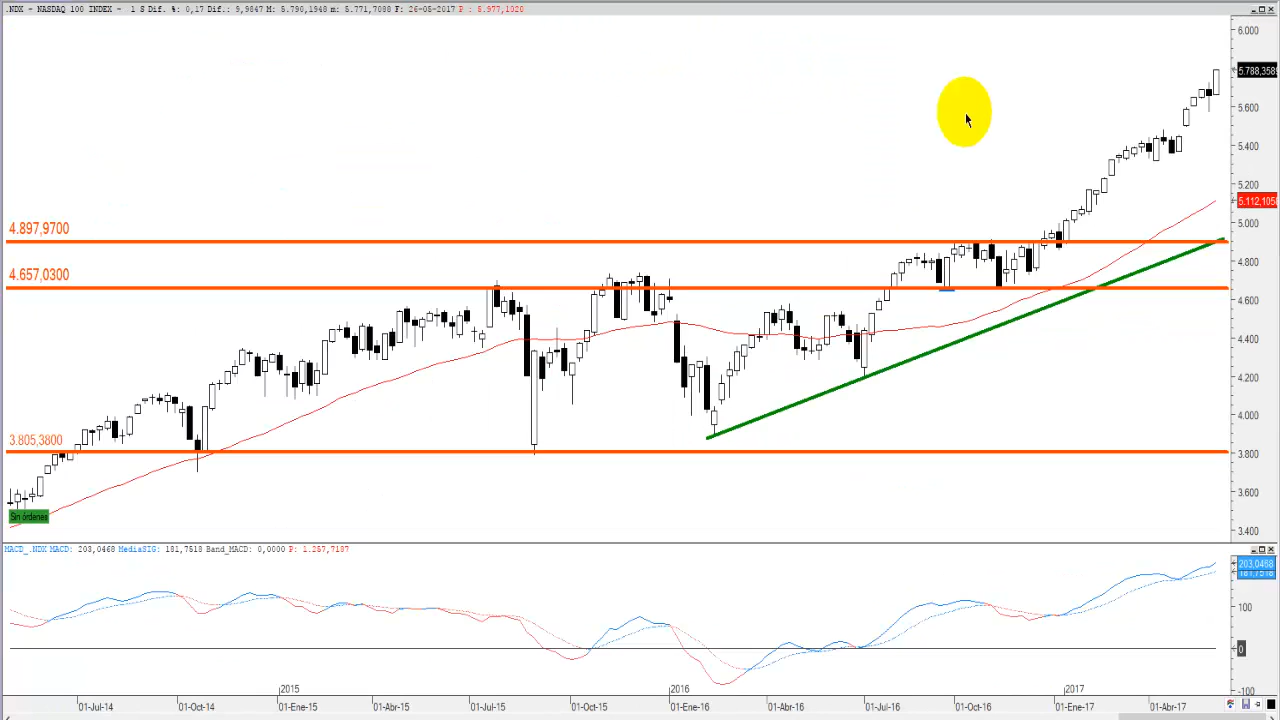 .NDX - NASDAQ 100 INDEX - 1 S Dif. %: 0,17 Dif.: 9,9847 M: 5.790,1948 m: 5.771,7088 F: 26-05-2017 P : 5.977,1020
6.000
5.788,358
5.600
5.400
5.200
5.112,105
5.000
4.897,9700
4.800
4.657,0300
4.600
4.400
4.200
4.000
3.805,3800
3.800
3.600
Sin órdenes
3.400
MACD_.NDX MACD: 203,0468 MediaSIG: 181,7518 Band_MACD: 0,0000 P: 1.257,7197
203,0468
181,7518
100
0
-100
2015
2016
2017
01-Jul-14
01-Oct-14
01-Ene-15
01-Abr-15
01-Jul-15
01-Oct-15
01-Ene-16
01-Abr-16
01-Jul-16
01-Oct-16
01-Ene-17
01-Abr-17